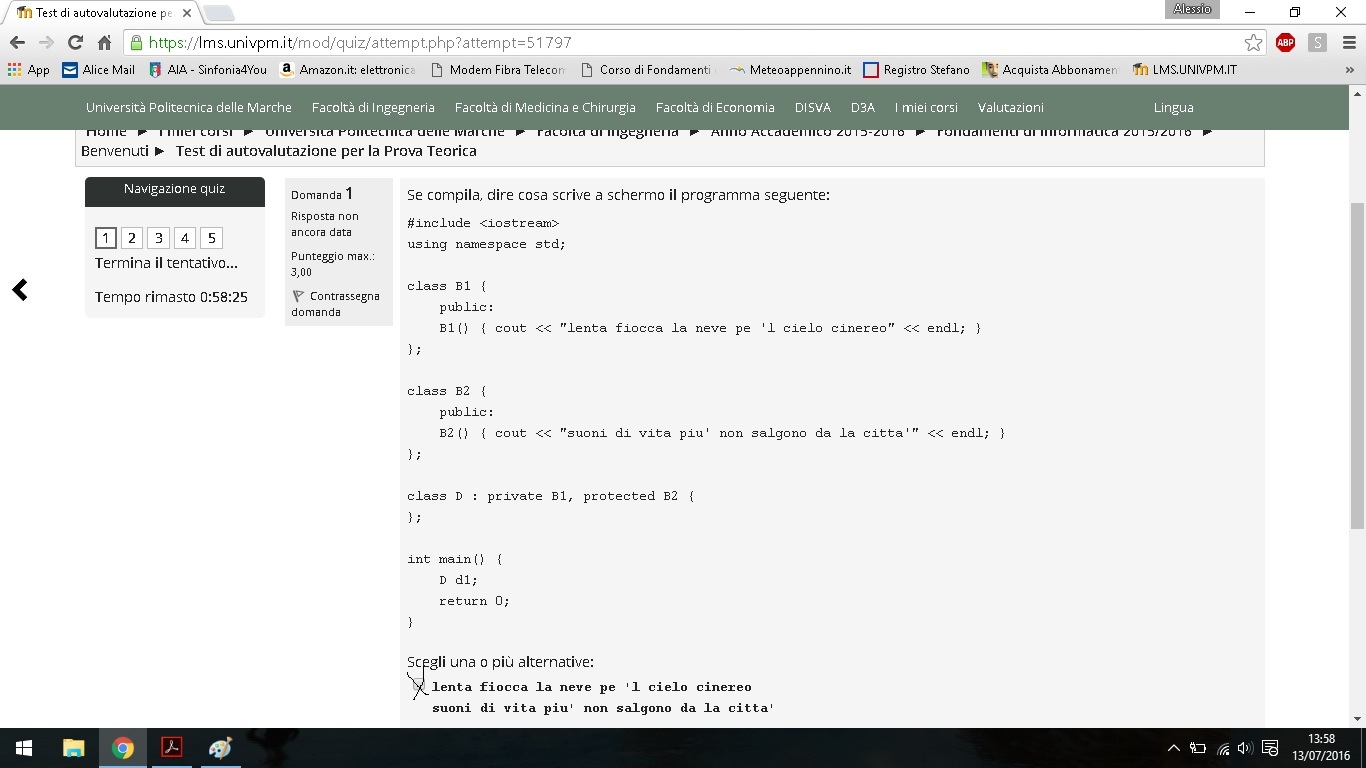 Test di autovalutazione pe
Alessio
https://lms.univpm.it/mod/quiz/attempt.php?attempt=51797
ABP
S
App
Alice Mail
AIA - Sinfonia4You
Amazon.it: elettronica
Modem Fibra Telecom
Corso di Fondamenti
Meteoappennino.it
Registro Stefano
Acquista Abbonamen
LMS.UNIVPM.IT
»
Università Politecnica delle Marche
Facoltà di Ingegneria
Facoltà di Medicina e Chirurgia
Facoltà di Economia
DISVA
D3A
I miei corsi
Valutazioni
Lingua
Home ► I miei corsi ► Università Politecnica delle Marche ► Facoltà di Ingegneria ► Anno Accademico 2015-2016 ► Fondamenti di Informatica 2015/2016 ►
Benvenuti ► Test di autovalutazione per la Prova Teorica
Navigazione quiz
1 2 3 4 5
Termina il tentativo...
Tempo rimasto 0:58:25
Domanda 1
Risposta non
ancora data
Punteggio max.:
3,00
Contrassegna
domanda
Se compila, dire cosa scrive a schermo il programma seguente:
#include <iostream>
using namespace std;
class B1 {
public:
B1() { cout << "lenta fiocca la neve pe 'l cielo cinereo" << endl; }
};
class B2 {
public:
B2() { cout << "suoni di vita piu' non salgono da la citta'" << endl; }
};
class D : private B1, protected B2 {
};
int main() {
D d1;
return 0;
}
Scegli una o più alternative:
lenta fiocca la neve pe 'l cielo cinereo
suoni di vita piu' non salgono da la citta'
13:58
13/07/2016